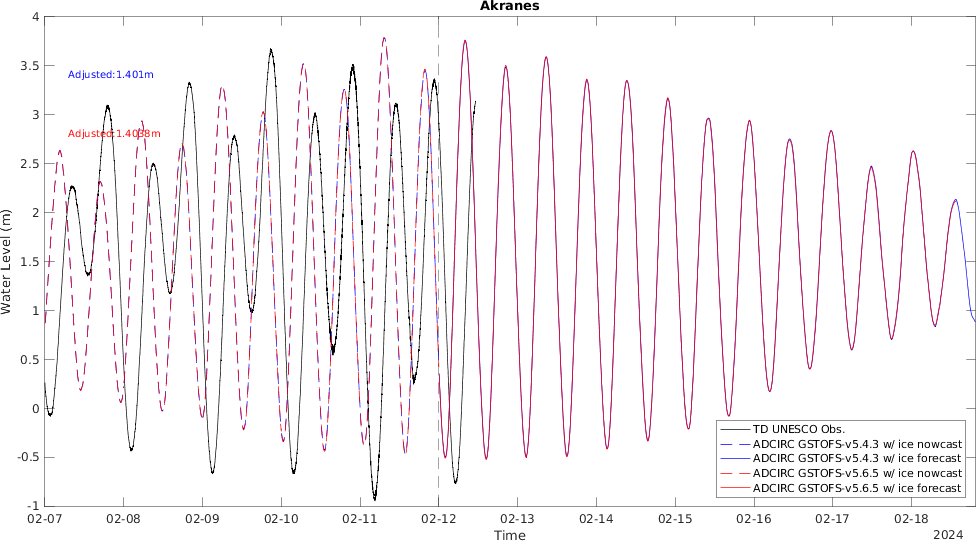 Akranes
4
3.5
3
2.5
2
1.5
1
0.5
0
-0.5
-1
Water Level (m)
Adjusted:1.401m
Adjusted:1.4038m
TD UNESCO Obs.
ADCIRC GSTOFS-v5.4.3 w/ ice nowcast
ADCIRC GSTOFS-v5.4.3 w/ ice forecast
ADCIRC GSTOFS-v5.6.5 w/ ice nowcast
ADCIRC GSTOFS-v5.6.5 w/ ice forecast
02-07 02-08 02-09 02-10 02-11 02-12 02-13 02-14 02-15 02-16 02-17 02-18
Time
2024